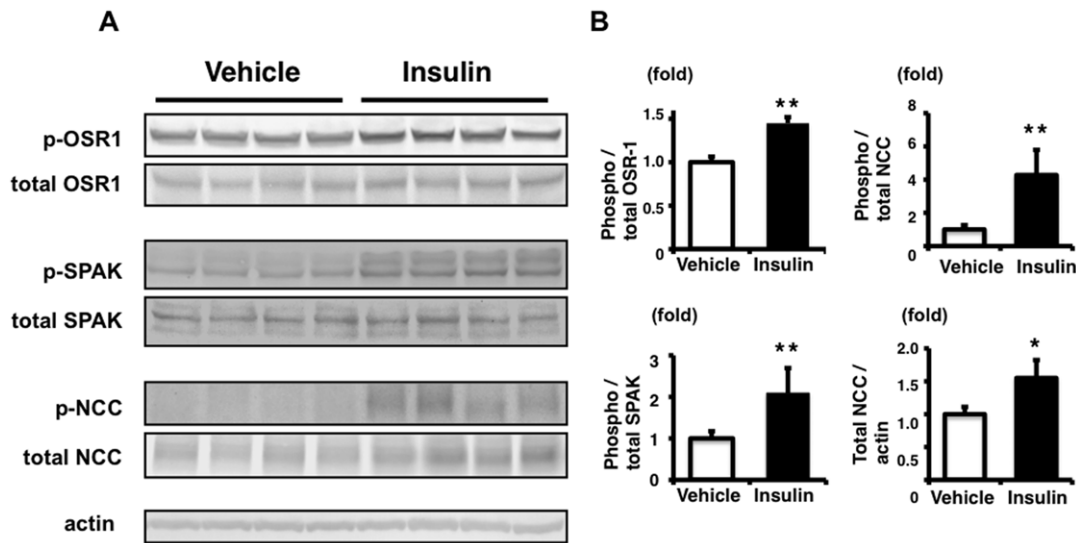 A
Vehicle Insulin
p-OSR1
total OSR1
p-SPAK
total SPAK
p-NCC
total NCC
actin
B
(fold)
Phospho /
total OSR-1
1.5
1.0
0.5
0
**
Vehicle Insulin
(fold)
Phospho /
total NCC
8
6
4
2
0
**
Vehicle Insulin
(fold)
Phospho /
total SPAK
3
2
1
0
**
Vehicle Insulin
(fold)
Total NCC /
actin
2.0
1.5
1.0
0.5
0
*
Vehicle Insulin